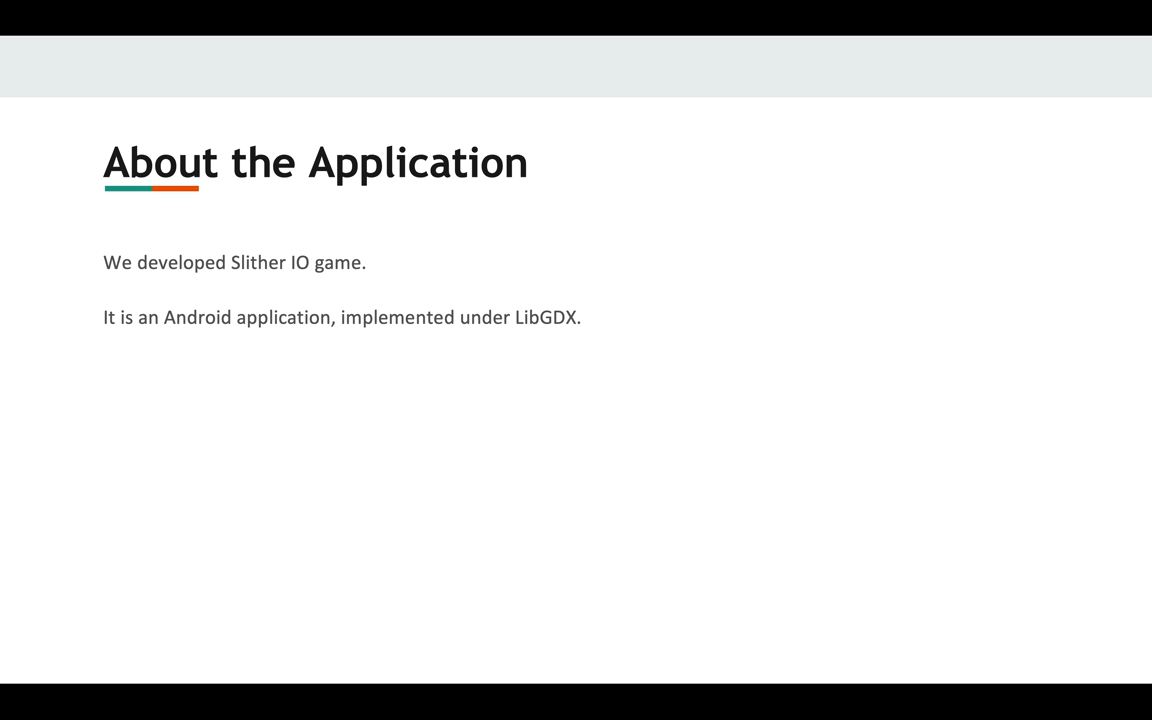 About the Application
We developed Slither IO game.
It is an Android application, implemented under LibGDX.